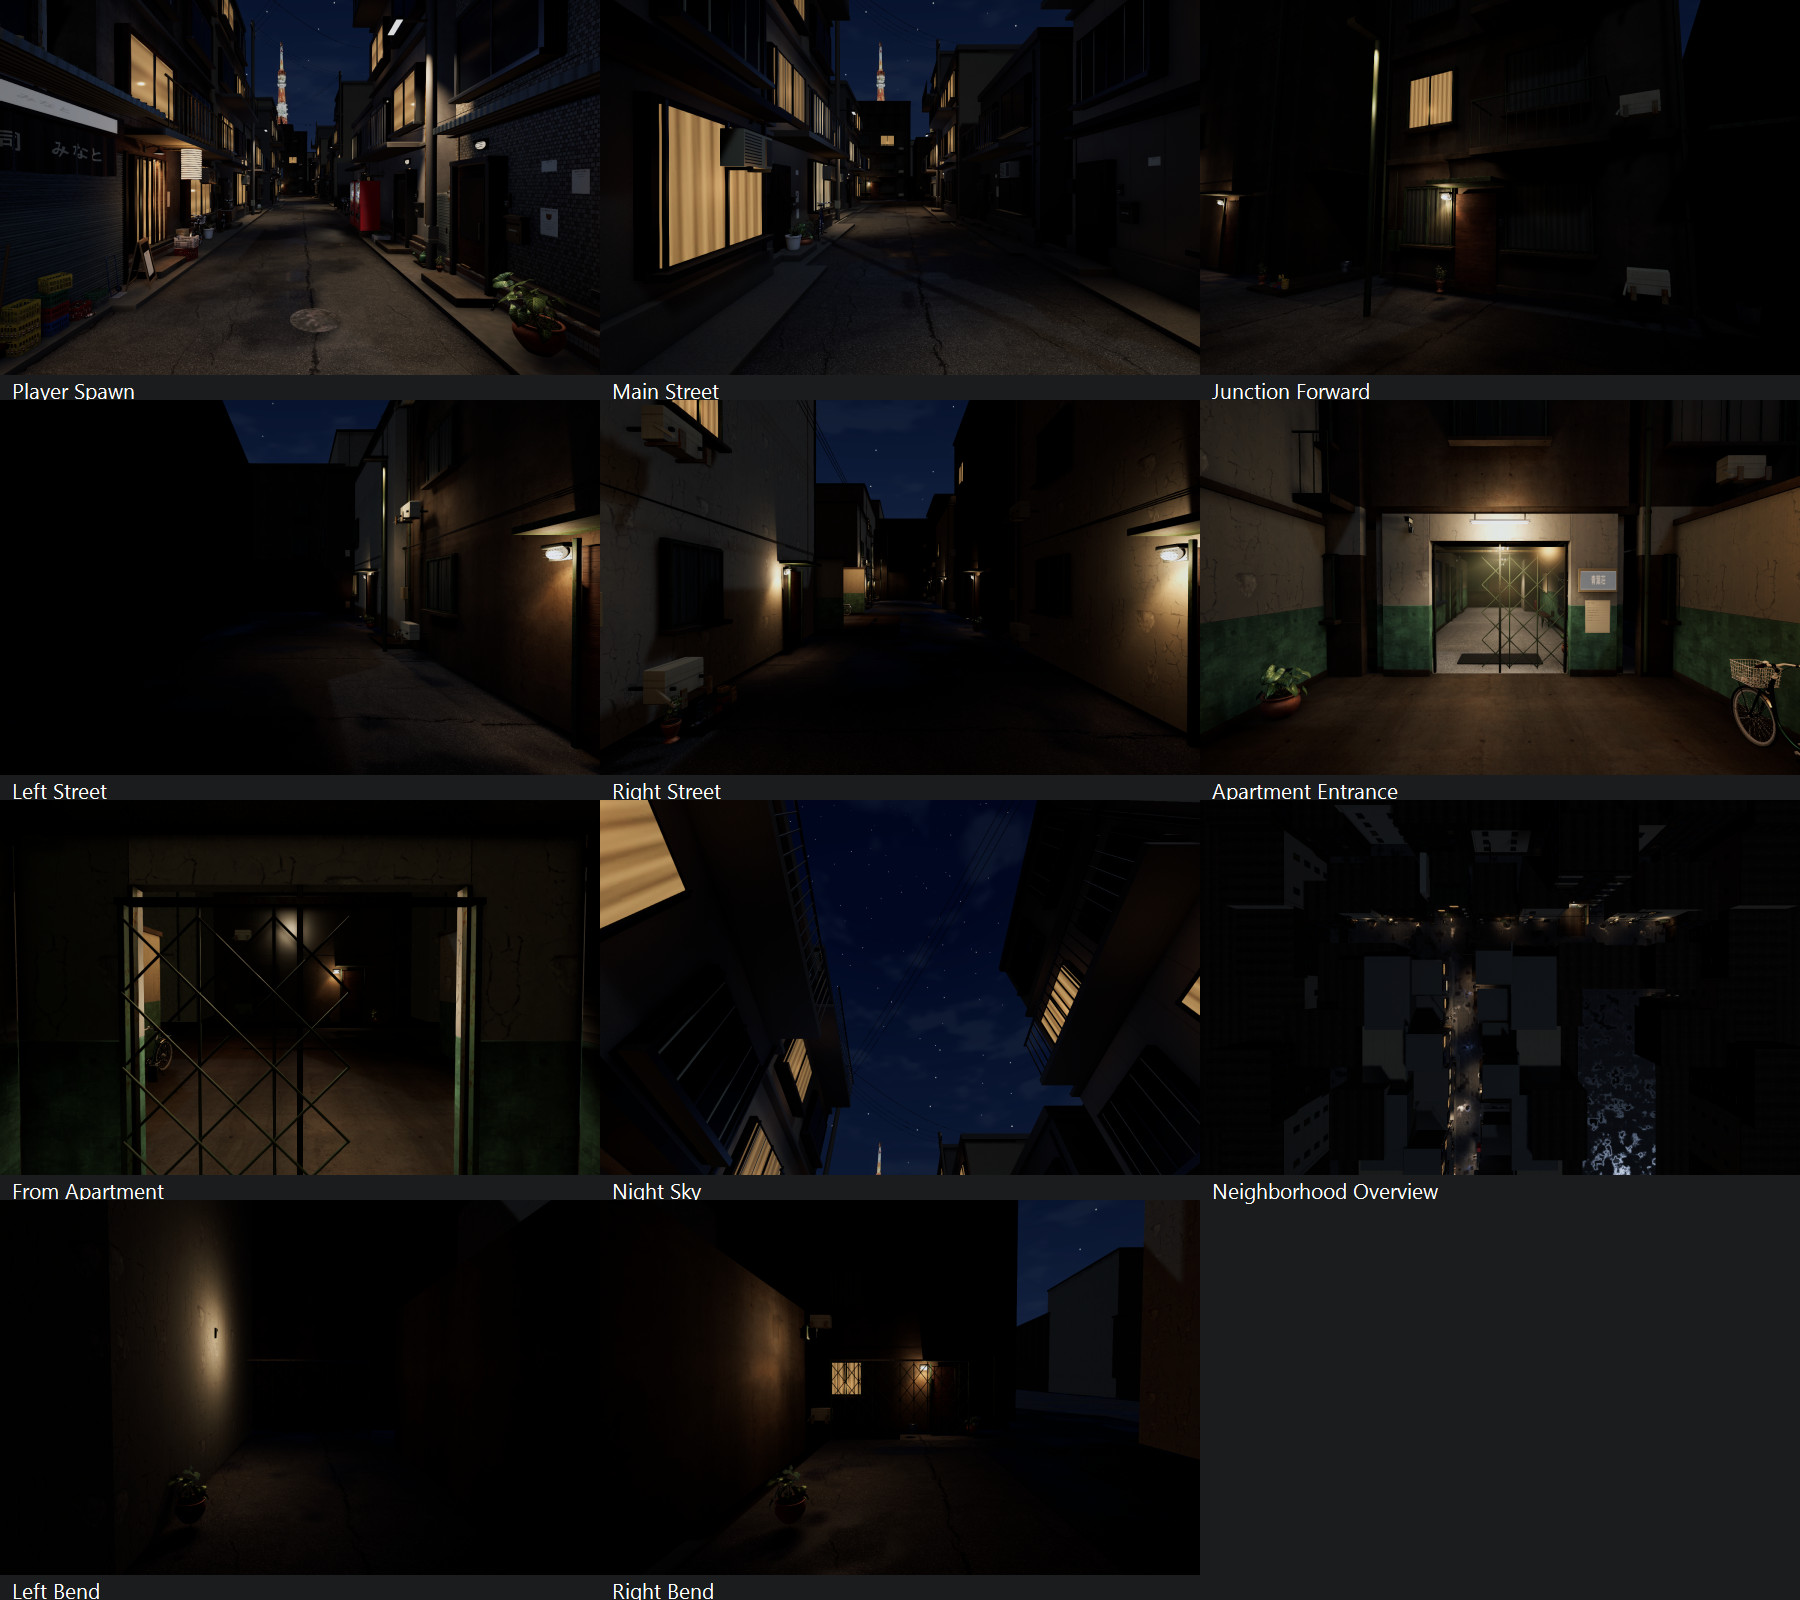 司 みなと
Player Spawn
Main Street
Junction Forward
Left Street
Right Street
Apartment Entrance
From Apartment
Night Sky
Neighborhood Overview
Left Bend
Right Bend